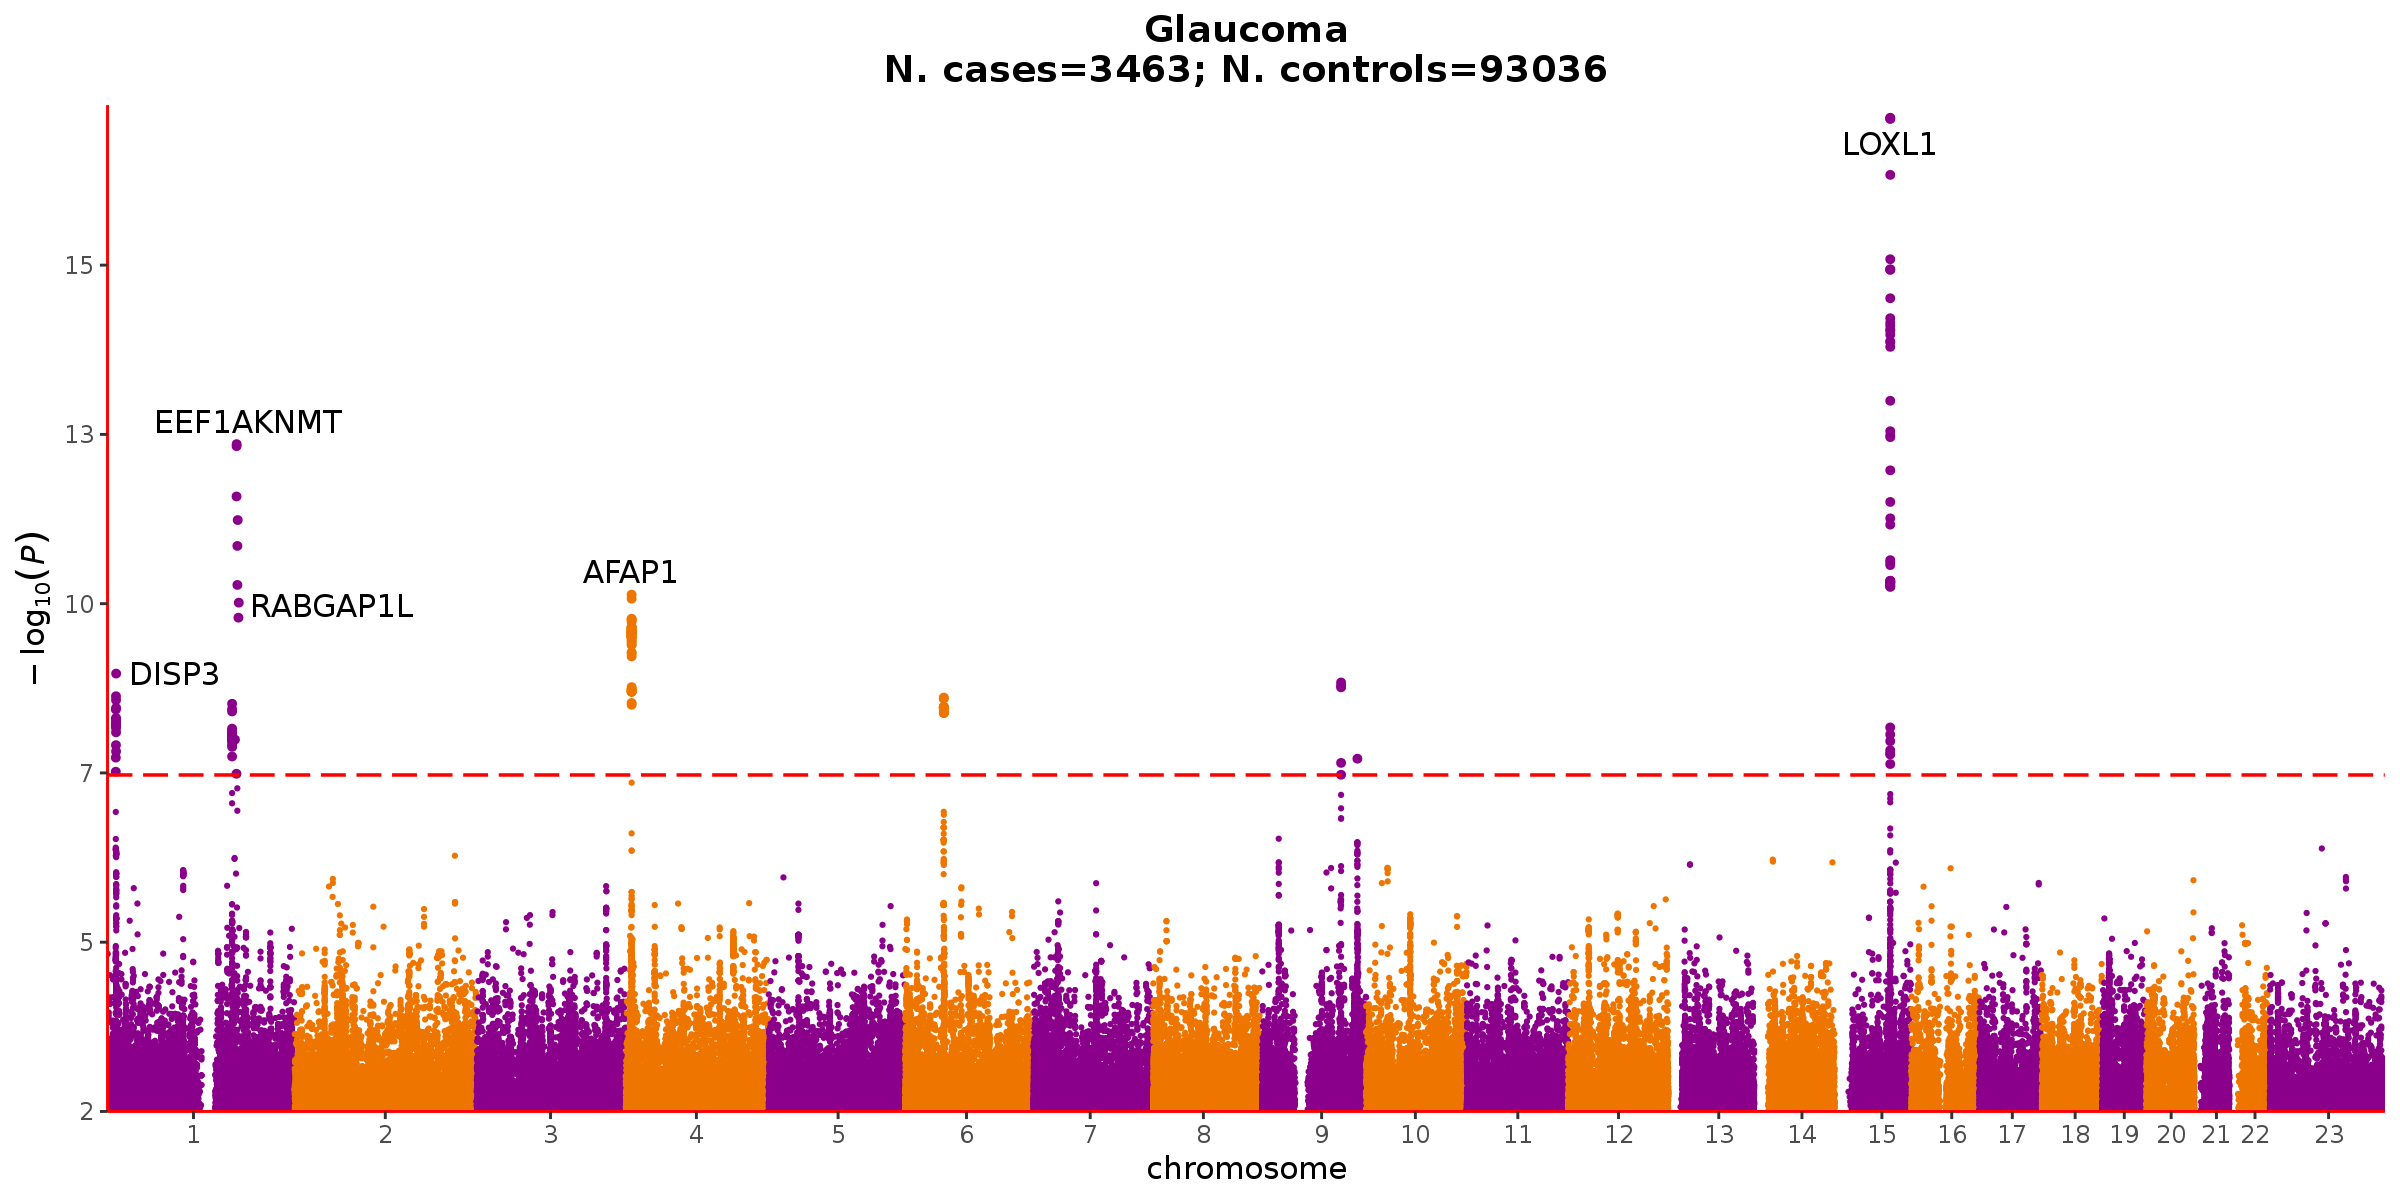 Glaucoma
N. cases=3463; N. controls=93036
LOXL1
15
EEF1AKNMT
13
AFAP1
10
RABGAP1L
DISP3
7
5
2
−log10(P)
1 2 3 4 5 6 7 8 9 10 11 12 13 14 15 16 17 18 19 20 21 22 23
chromosome